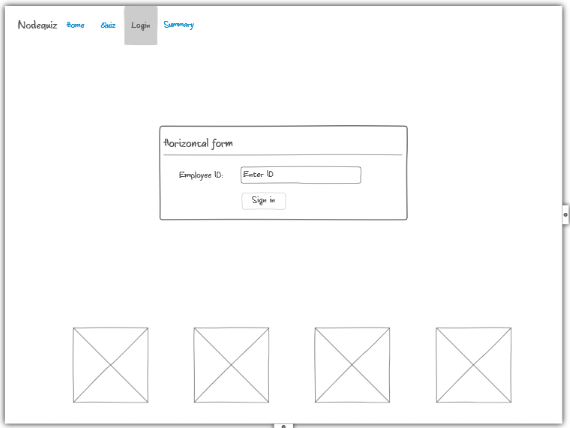 Nodequiz Home Quiz Login Summary
Horizontal form
Employee ID: Enter ID
Sign in